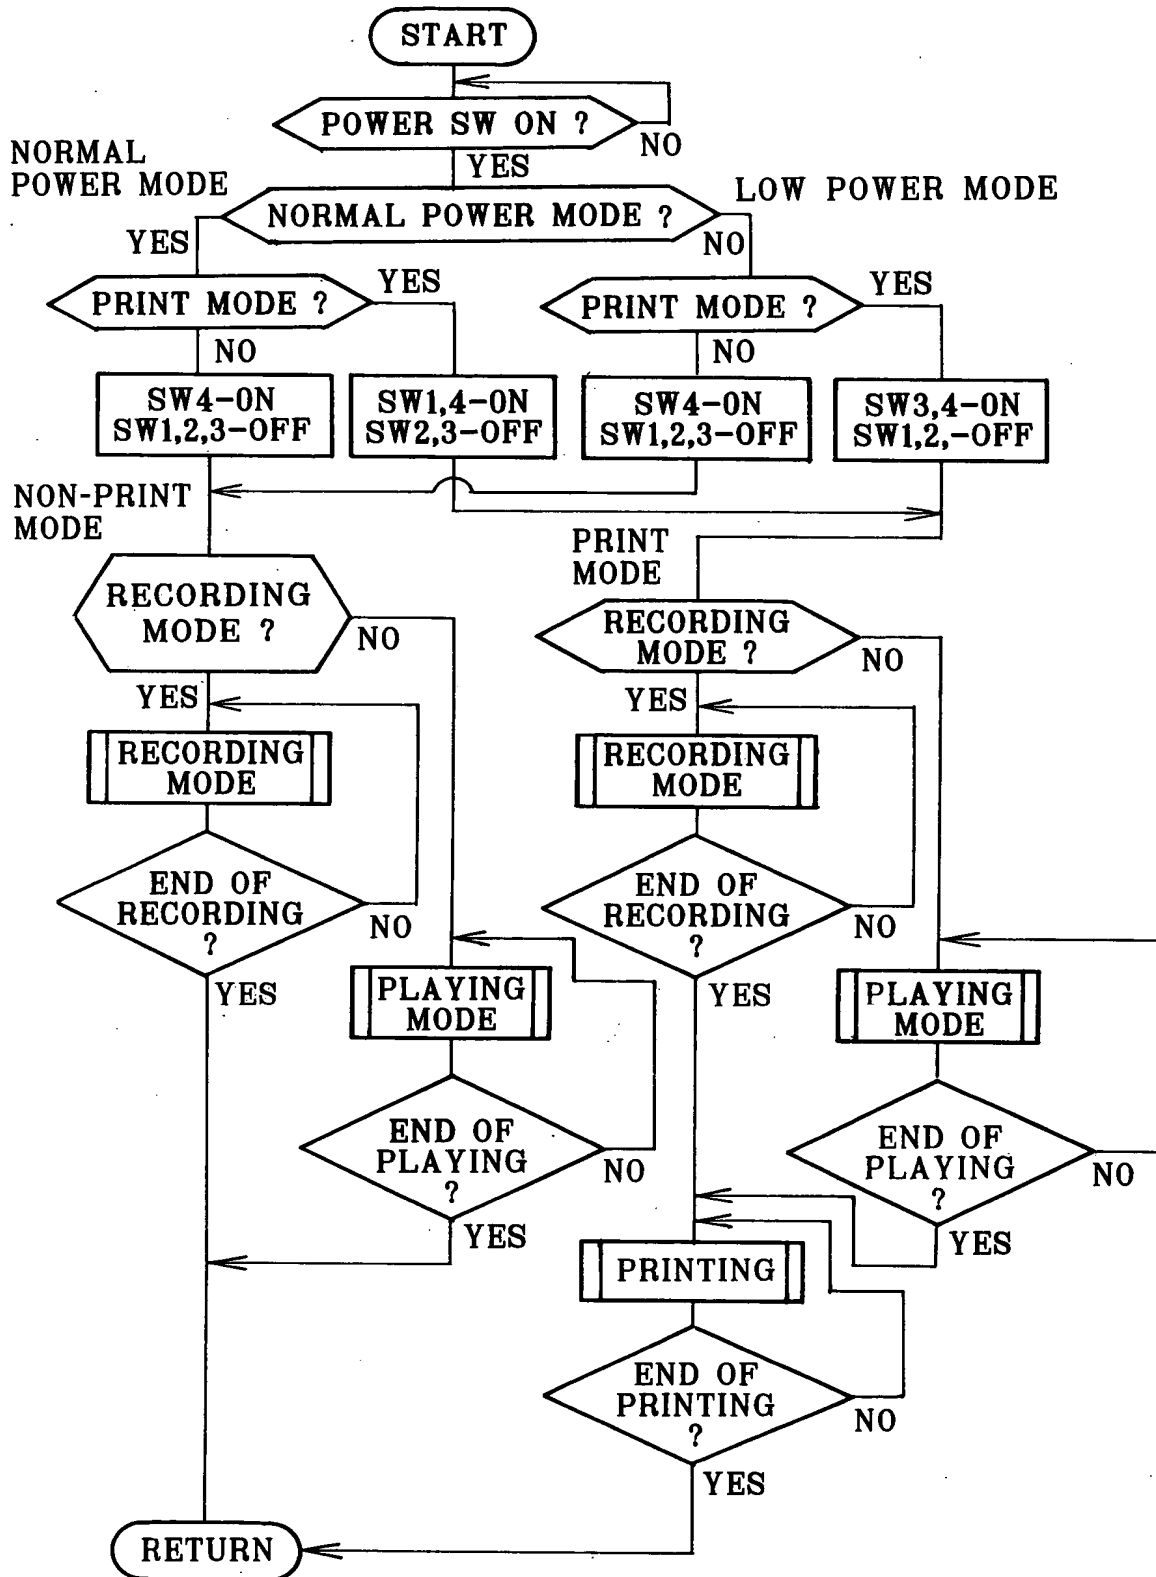 START
POWER SW ON ?
NO
YES
NORMAL
POWER MODE
LOW POWER MODE
NORMAL POWER MODE ?
YES
NO
PRINT MODE ?
YES
NO
PRINT MODE ?
YES
NO
SW4-ON
SW1,2,3-OFF
SW1,4-ON
SW2,3-OFF
SW4-ON
SW1,2,3-OFF
SW3,4-ON
SW1,2,-OFF
NON-PRINT
MODE
PRINT
MODE
RECORDING
MODE ?
NO
YES
RECORDING
MODE ?
NO
YES
RECORDING
MODE
RECORDING
MODE
END OF
RECORDING
?
NO
YES
END OF
RECORDING
?
NO
YES
PLAYING
MODE
PLAYING
MODE
END OF
PLAYING
?
NO
YES
END OF
PLAYING
?
NO
YES
PRINTING
END OF
PRINTING
?
NO
YES
RETURN